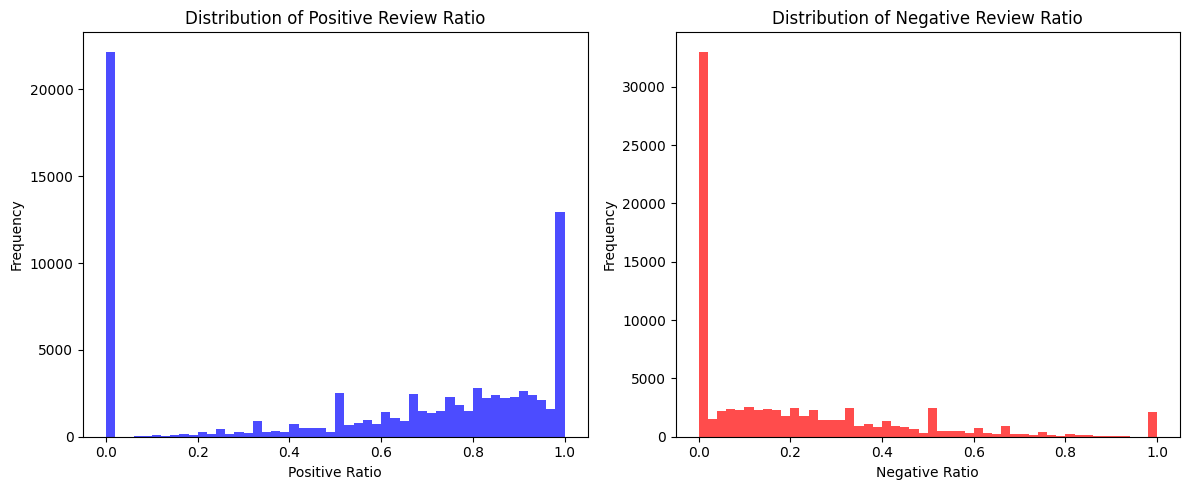 Distribution of Positive Review Ratio
Frequency
20000
15000
10000
5000
0
0.0 0.2 0.4 0.6 0.8 1.0
Positive Ratio
Distribution of Negative Review Ratio
Frequency
30000
25000
20000
15000
10000
5000
0
0.0 0.2 0.4 0.6 0.8 1.0
Negative Ratio